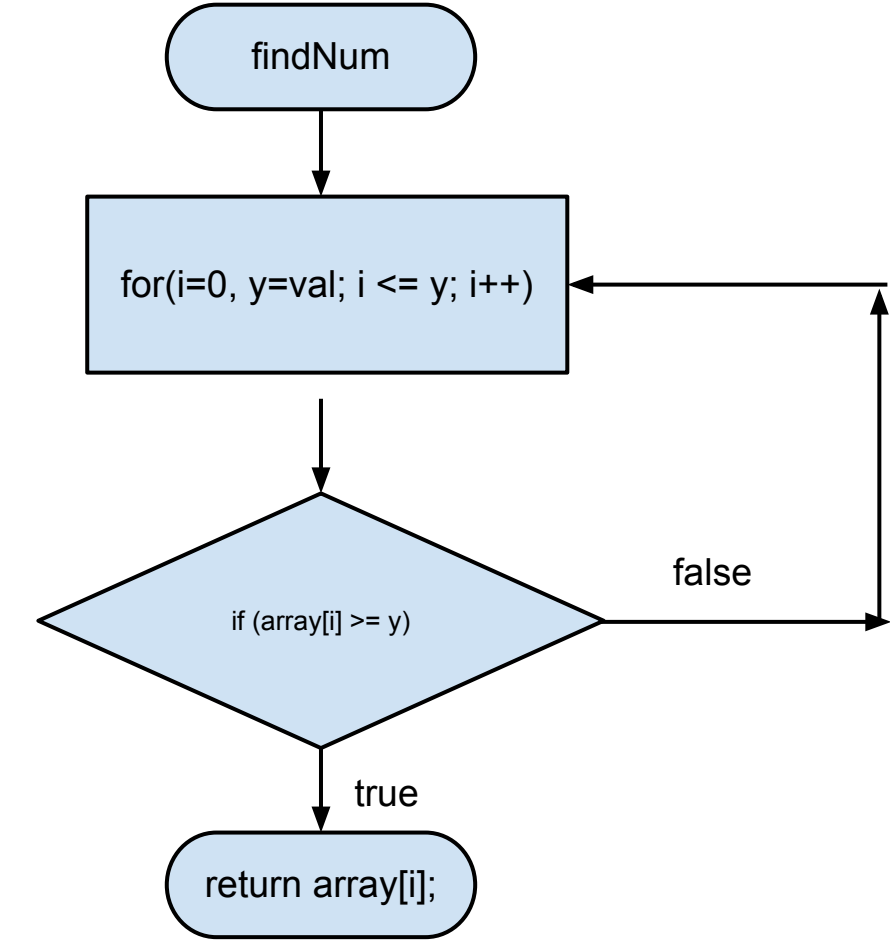 findNum
for(i=0, y=val; i <= y; i++)
if (array[i] >= y)
false
true
return array[i];